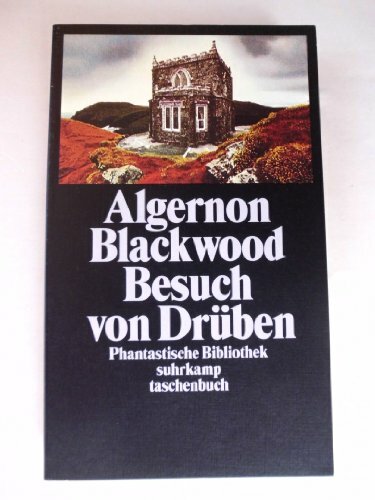 Algernon
Blackwood
Besuch
von Drüben
Phantastische Bibliothek
suhrkamp
taschenbuch